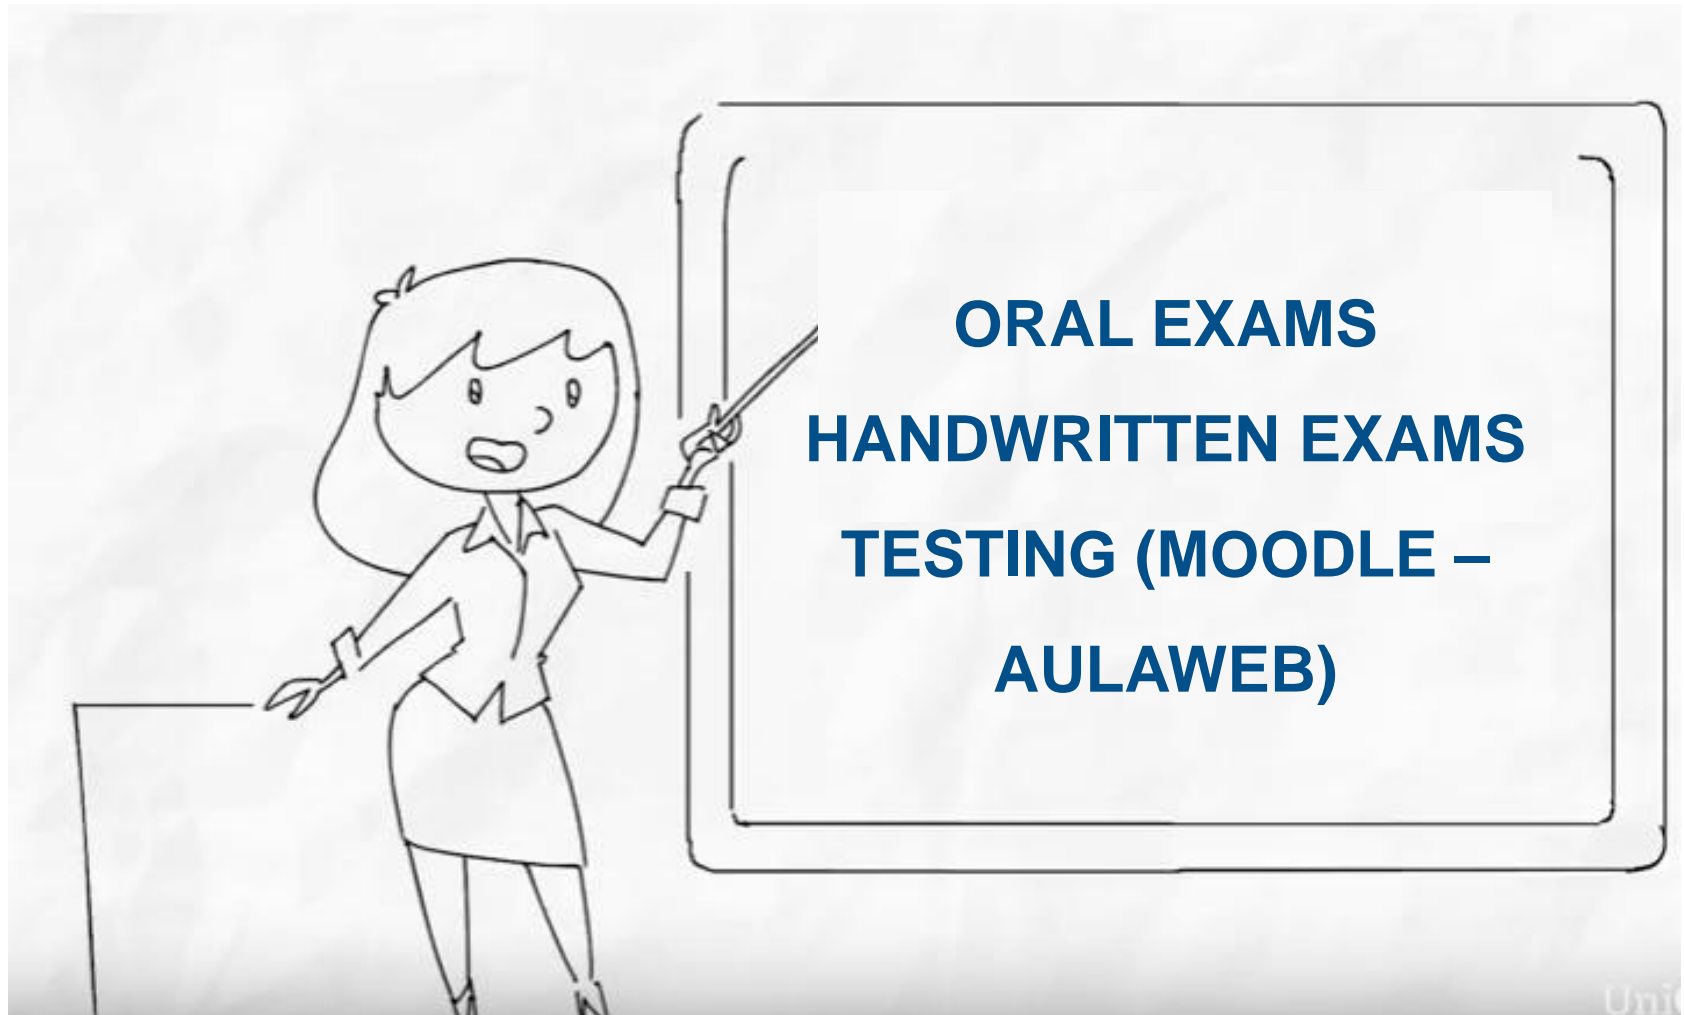 ORAL EXAMS
HANDWRITTEN EXAMS
TESTING (MOODLE –
AULAWEB)